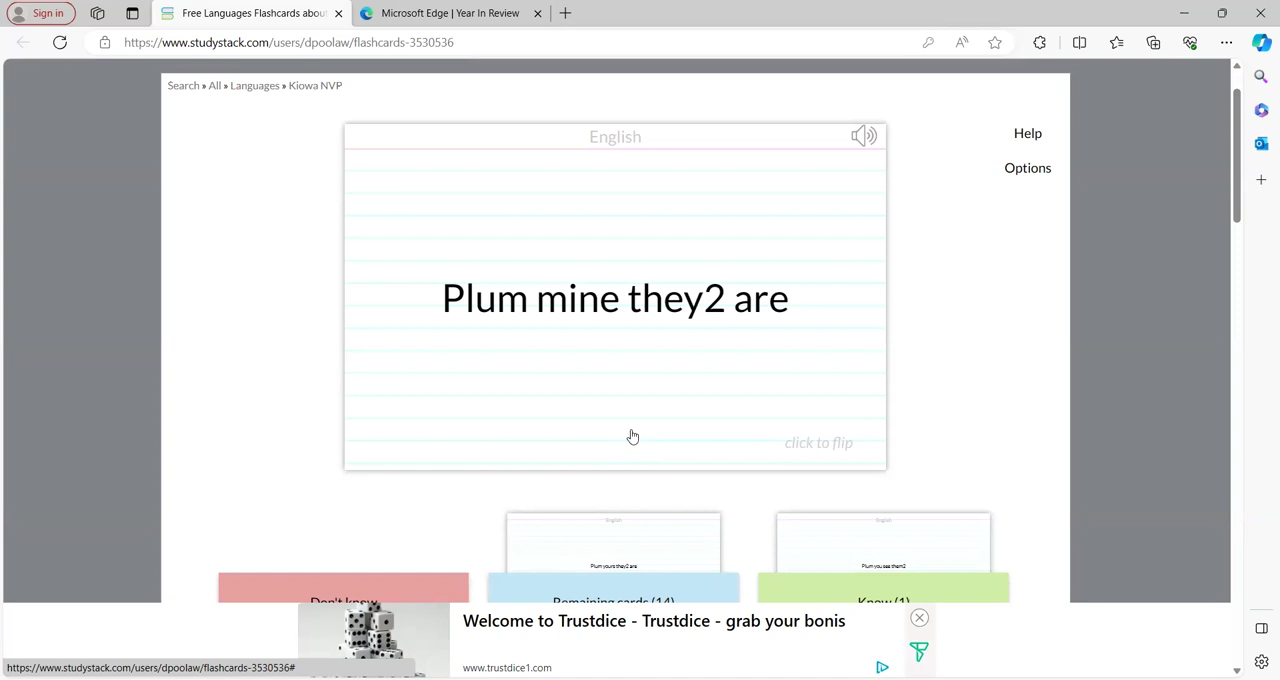 Sign in
Free Languages Flashcards abou
Microsoft Edge | Year In Review
https://www.studystack.com/users/dpoolaw/flashcards-3530536
Search » All » Languages » Kiowa NVP
English
Help
Options
Plum mine they2 are
click to flip
English
English
Plum yours they2 are
Plum you see them2
Don't know
Remaining cards (14)
Know (1)
Welcome to Trustdice - Trustdice - grab your bonis
www.trustdice1.com
https://www.studystack.com/users/dpoolaw/flashcards-3530536#